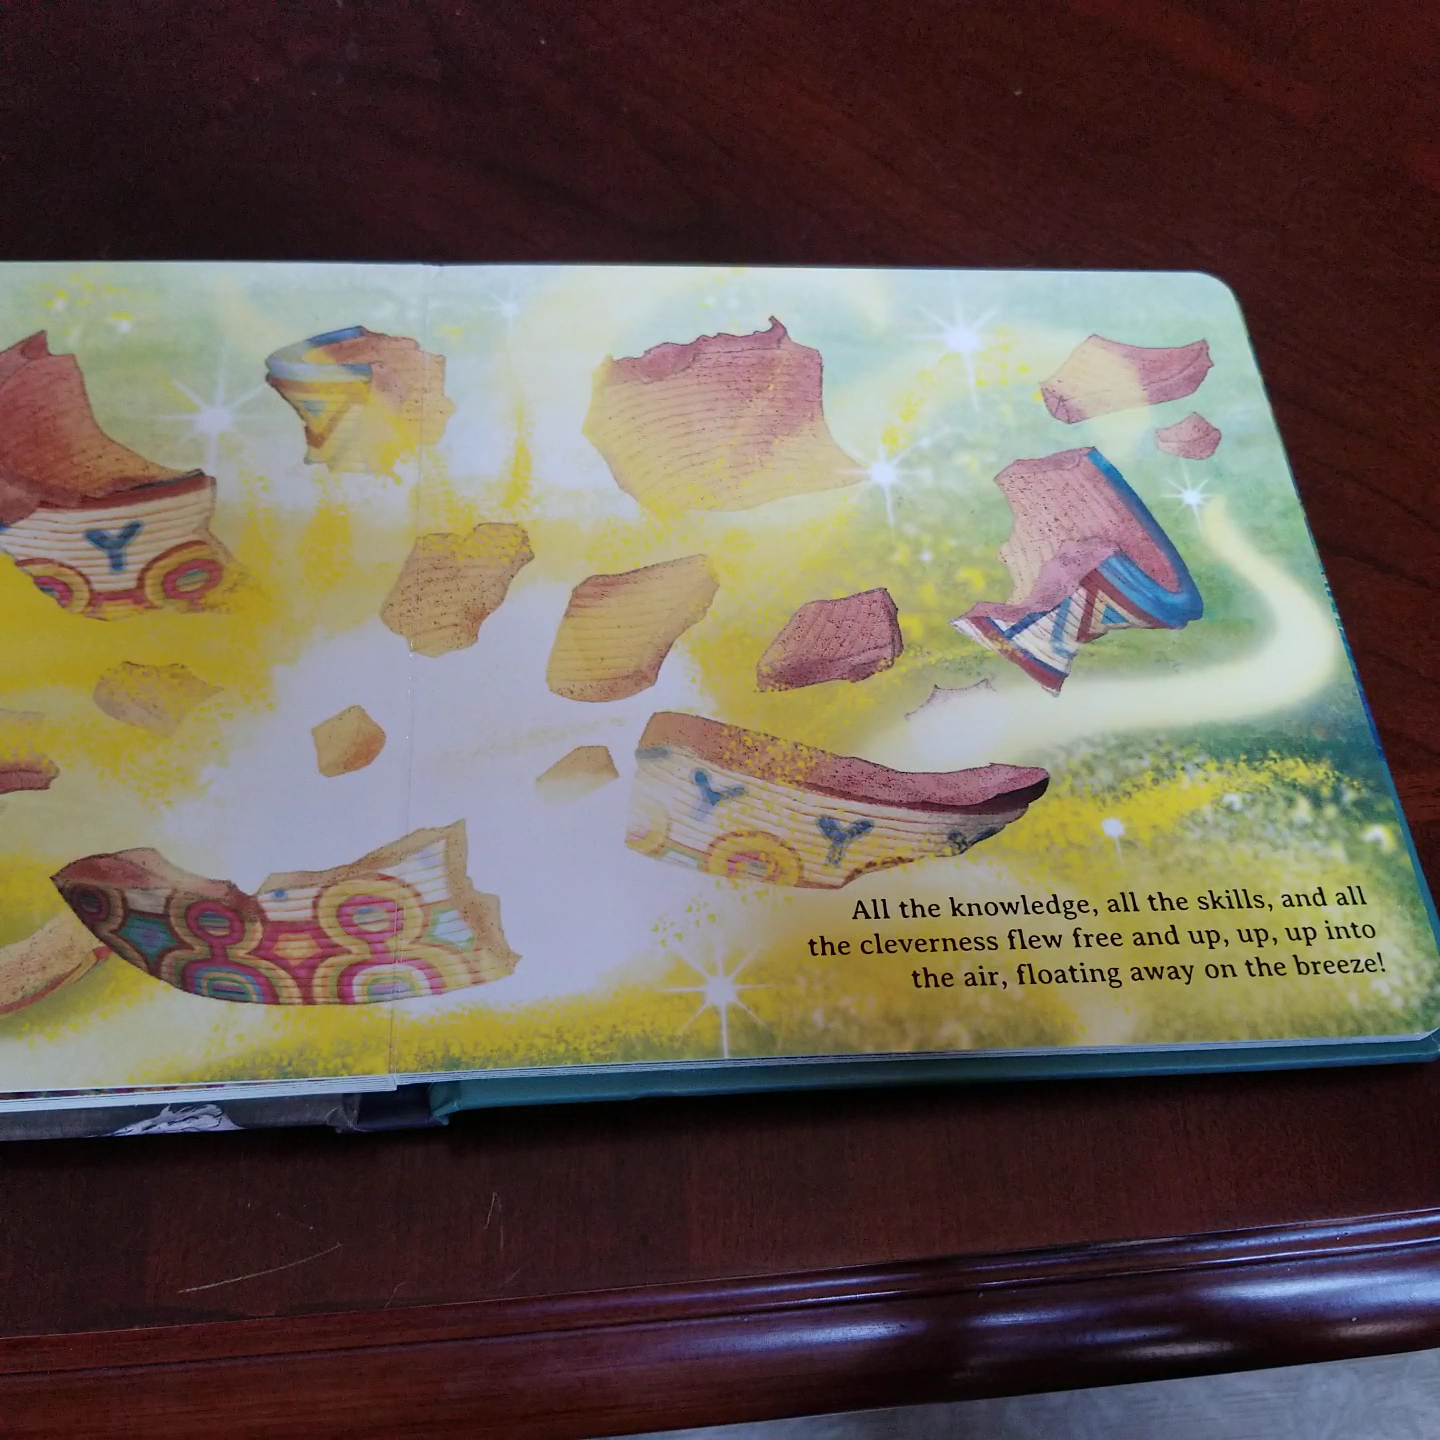 All the knowledge, all the skills, and all
the cleverness flew free and up, up, up into
the air, floating away on the breeze!